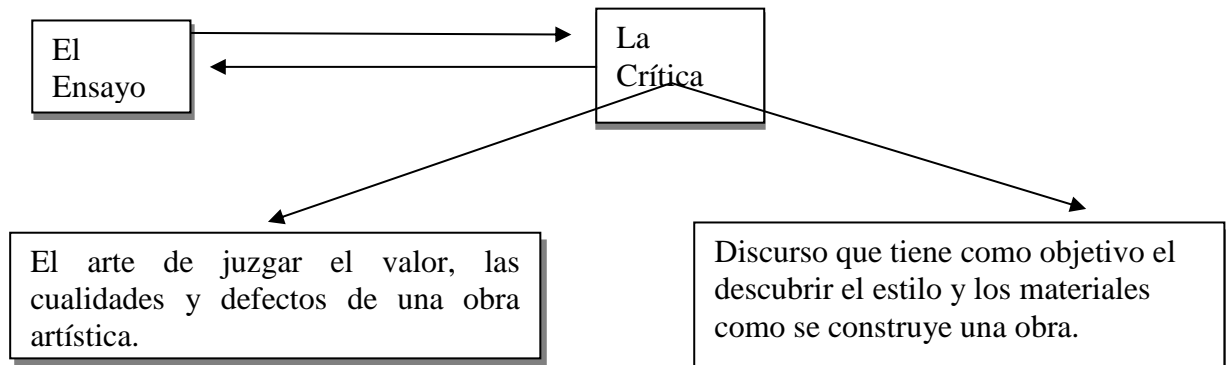 El
Ensayo
La
Crítica
El arte de juzgar el valor, las
cualidades y defectos de una obra
artística.
Discurso que tiene como objetivo el
descubrir el estilo y los materiales
como se construye una obra.